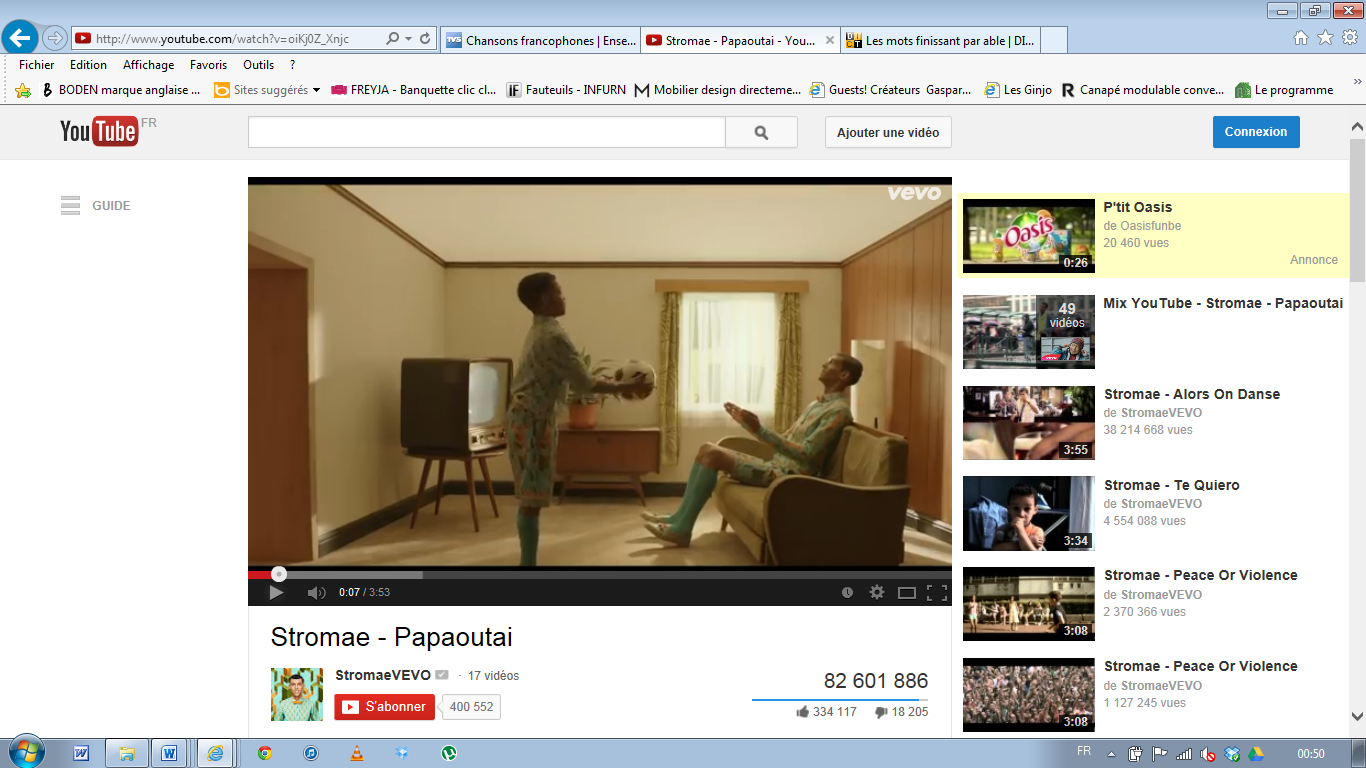 http://www.youtube.com/watch?v=oiKj0Z_Xnjc
Chansons francophones | Ense...
Stromae - Papaoutai - You...
Les mots finissant par able | DI...
Fichier Edition Affichage Favoris Outils ?
BODEN marque anglaise ... Sites suggérés FREYJA - Banquette clic cl... Fauteuils - INFURN Mobilier design directeme... Guests! Créateurs Gaspar... Les Ginjo Canapé modulable conve... Le programme
YouTube FR
Ajouter une vidéo
Connexion
GUIDE
vevo
0:07 / 3:53
Stromae - Papaoutai
StromaeVEVO · 17 vidéos
S'abonner 400 552
82 601 886
334 117 18 205
Oasis
0:26
P'tit Oasis
de Oasisfunbe
20 460 vues
Annonce
49
vidéos
Mix YouTube - Stromae - Papaoutai
3:55
Stromae - Alors On Danse
de StromaeVEVO
38 214 668 vues
3:34
Stromae - Te Quiero
de StromaeVEVO
4 554 088 vues
3:08
Stromae - Peace Or Violence
de StromaeVEVO
2 370 366 vues
3:08
Stromae - Peace Or Violence
de StromaeVEVO
1 127 245 vues
FR
00:50